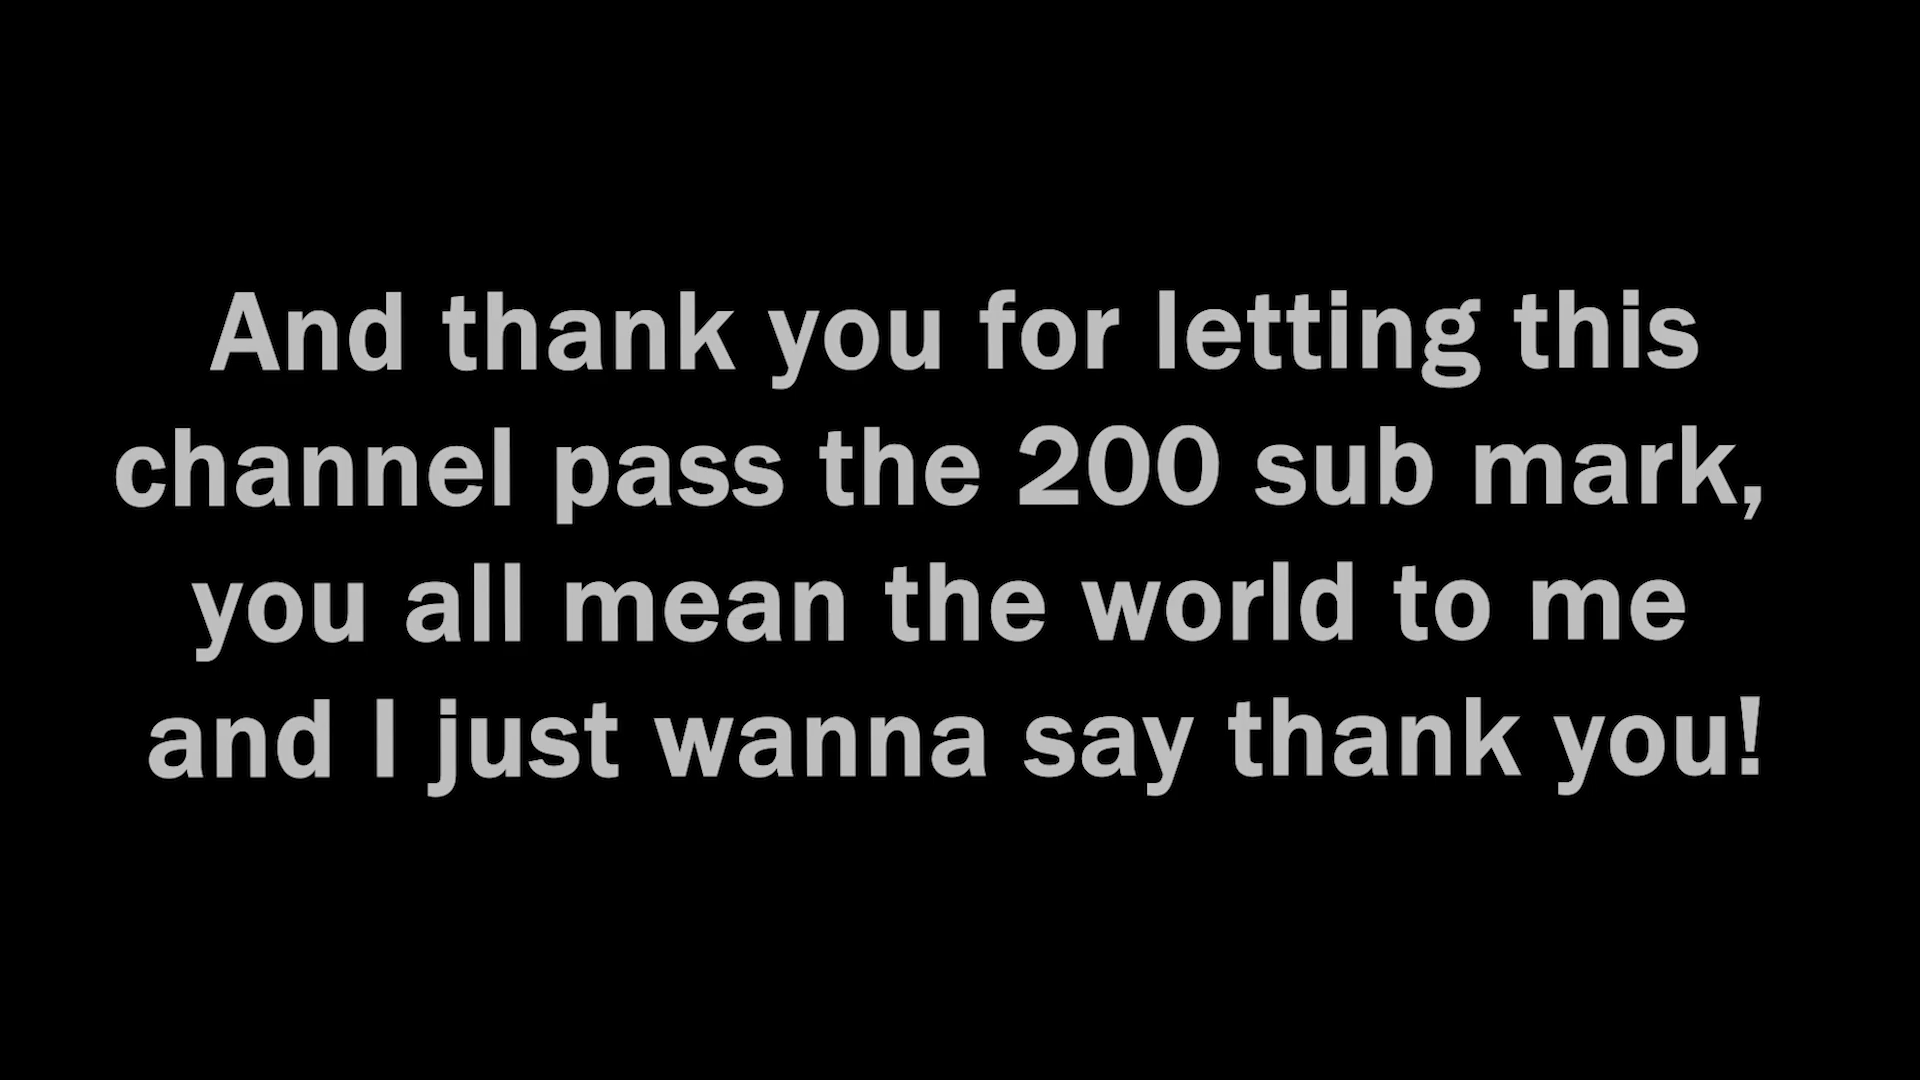 And thank you for letting this
channel pass the 200 sub mark,
you all mean the world to me
and I just wanna say thank you!